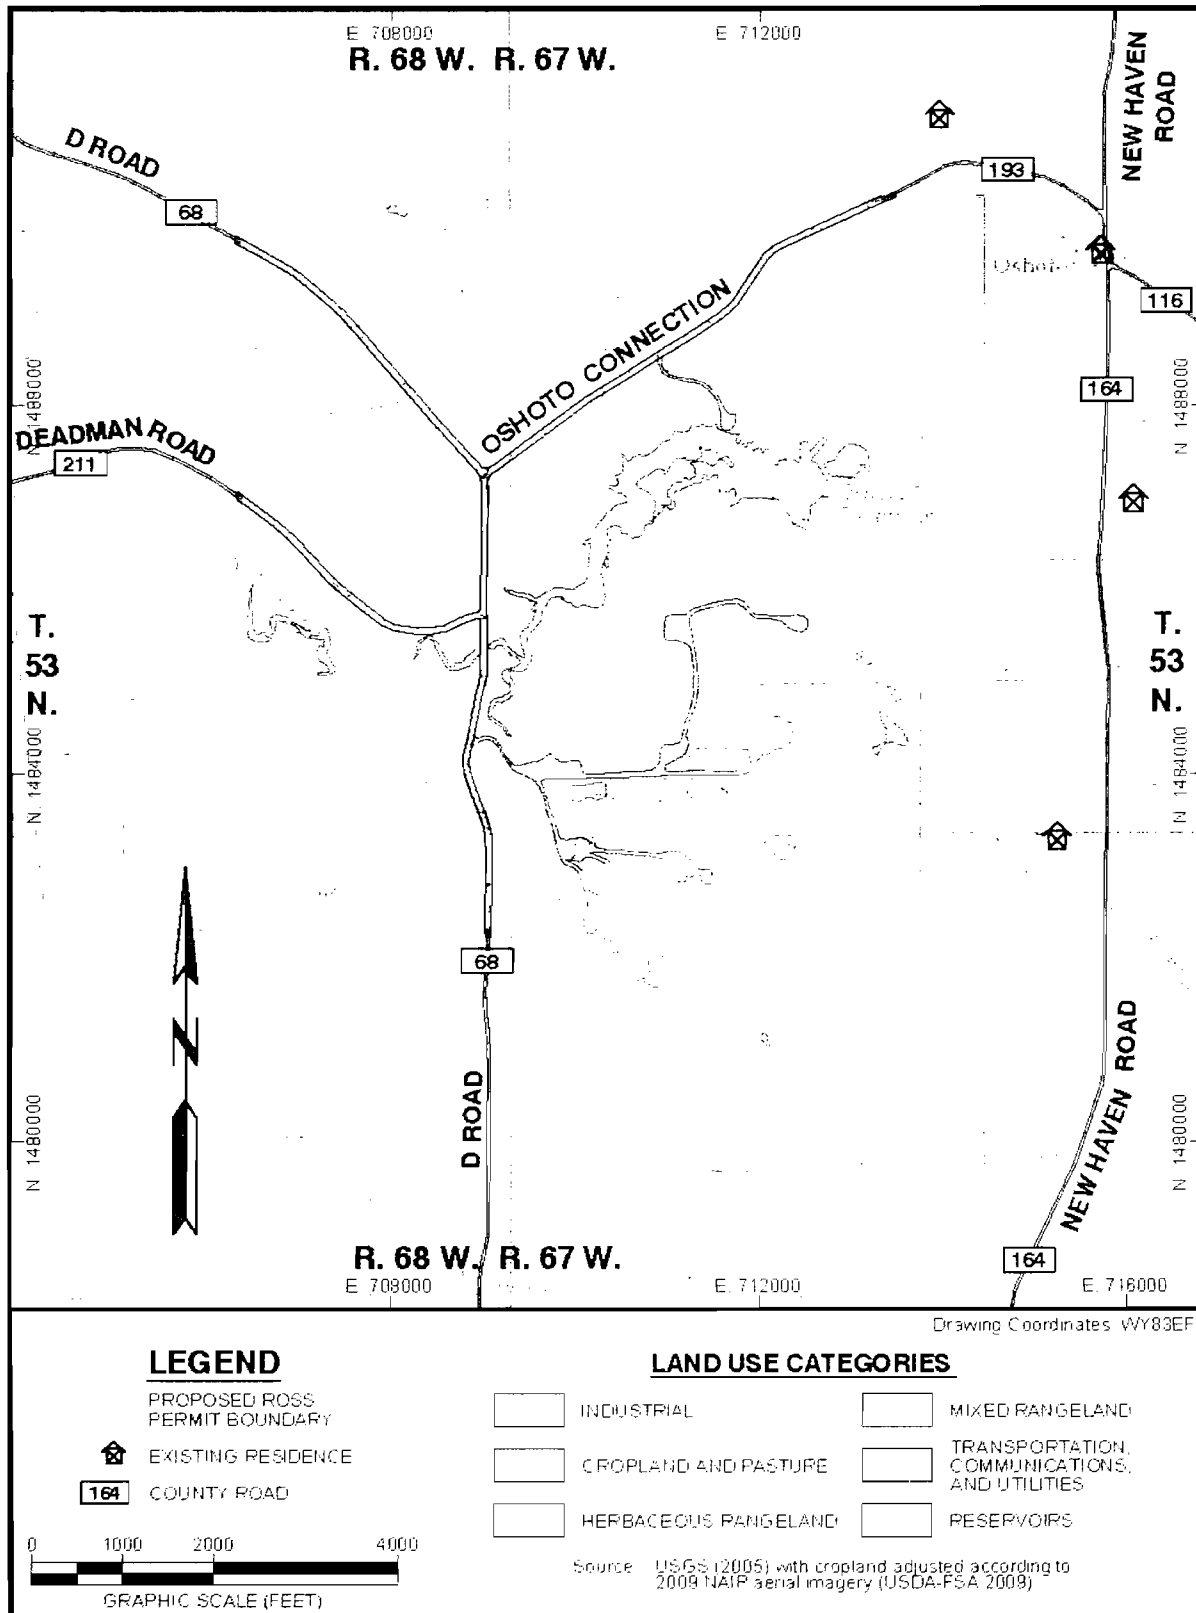 E 708000
E 712000
R. 68 W. R. 67 W.
NEW HAVEN
ROAD
D ROAD
193
68
Oshoto
116
OSHOTO CONNECTION
164
N 1488000
N 1488000
DEADMAN ROAD
211
T.
53
N.
T.
53
N.
N 1484000
N 1484000
68
N
D ROAD
NEW HAVEN ROAD
N 1480000
N 1480000
R. 68 W. R. 67 W.
164
E 708000
E 712000
E 716000
Drawing Coordinates WY83EF
LEGEND
PROPOSED ROSS
PERMIT BOUNDARY
EXISTING RESIDENCE
164 COUNTY ROAD
0 1000 2000 4000
GRAPHIC SCALE (FEET)
LAND USE CATEGORIES
INDUSTRIAL
CROPLAND AND PASTURE
HERBACEOUS RANGELAND
MIXED RANGELAND
TRANSPORTATION,
COMMUNICATIONS,
AND UTILITIES
RESERVOIRS
Source USGS (2005) with cropland adjusted according to
2009 NAIP aerial imagery (USDA-FSA 2009)